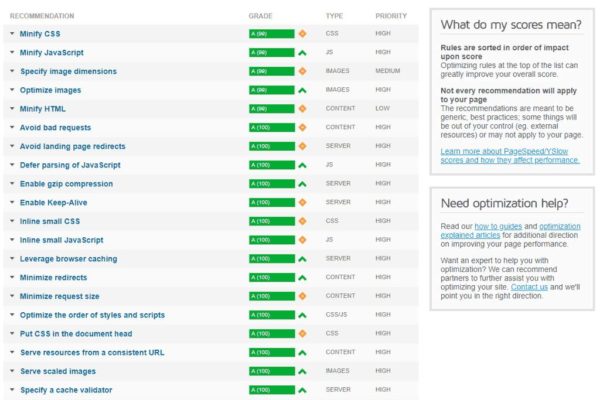 RECOMMENDATION GRADE TYPE PRIORITY
Minify CSS A (99) CSS HIGH
Minify JavaScript A (99) JS HIGH
Specify image dimensions A (99) IMAGES MEDIUM
Optimize images A (99) IMAGES HIGH
Minify HTML A (99) CONTENT LOW
Avoid bad requests A (100) CONTENT HIGH
Avoid landing page redirects A (100) SERVER HIGH
Defer parsing of JavaScript A (100) JS HIGH
Enable gzip compression A (100) SERVER HIGH
Enable Keep-Alive A (100) SERVER HIGH
Inline small CSS A (100) CSS HIGH
Inline small JavaScript A (100) JS HIGH
Leverage browser caching A (100) SERVER HIGH
Minimize redirects A (100) CONTENT HIGH
Minimize request size A (100) CONTENT HIGH
Optimize the order of styles and scripts A (100) CSS/JS HIGH
Put CSS in the document head A (100) CSS HIGH
Serve resources from a consistent URL A (100) CONTENT HIGH
Serve scaled images A (100) IMAGES HIGH
Specify a cache validator A (100) SERVER HIGH
What do my scores mean?
Rules are sorted in order of impact
upon score
Optimizing rules at the top of the list can
greatly improve your overall score.
Not every recommendation will apply
to your page
The recommendations are meant to be
generic, best practices; some things will
be out of your control (eg. external
resources) or may not apply to your page.
Learn more about PageSpeed/YSlow
scores and how they affect performance.
Need optimization help?
Read our how to guides and optimization
explained articles for additional direction
on improving your page performance.
Want an expert to help you with
optimization? We can recommend
partners to further assist you with
optimizing your site. Contact us and we'll
point you in the right direction.